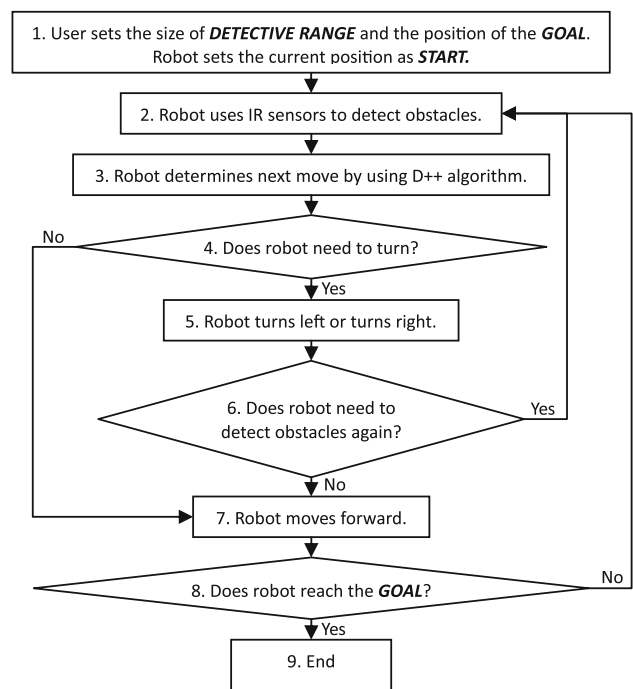 1. User sets the size of DETECTIVE RANGE and the position of the GOAL.
Robot sets the current position as START.
2. Robot uses IR sensors to detect obstacles.
3. Robot determines next move by using D++ algorithm.
No
4. Does robot need to turn?
Yes
5. Robot turns left or turns right.
6. Does robot need to
detect obstacles again?
Yes
No
7. Robot moves forward.
8. Does robot reach the GOAL?
No
Yes
9. End